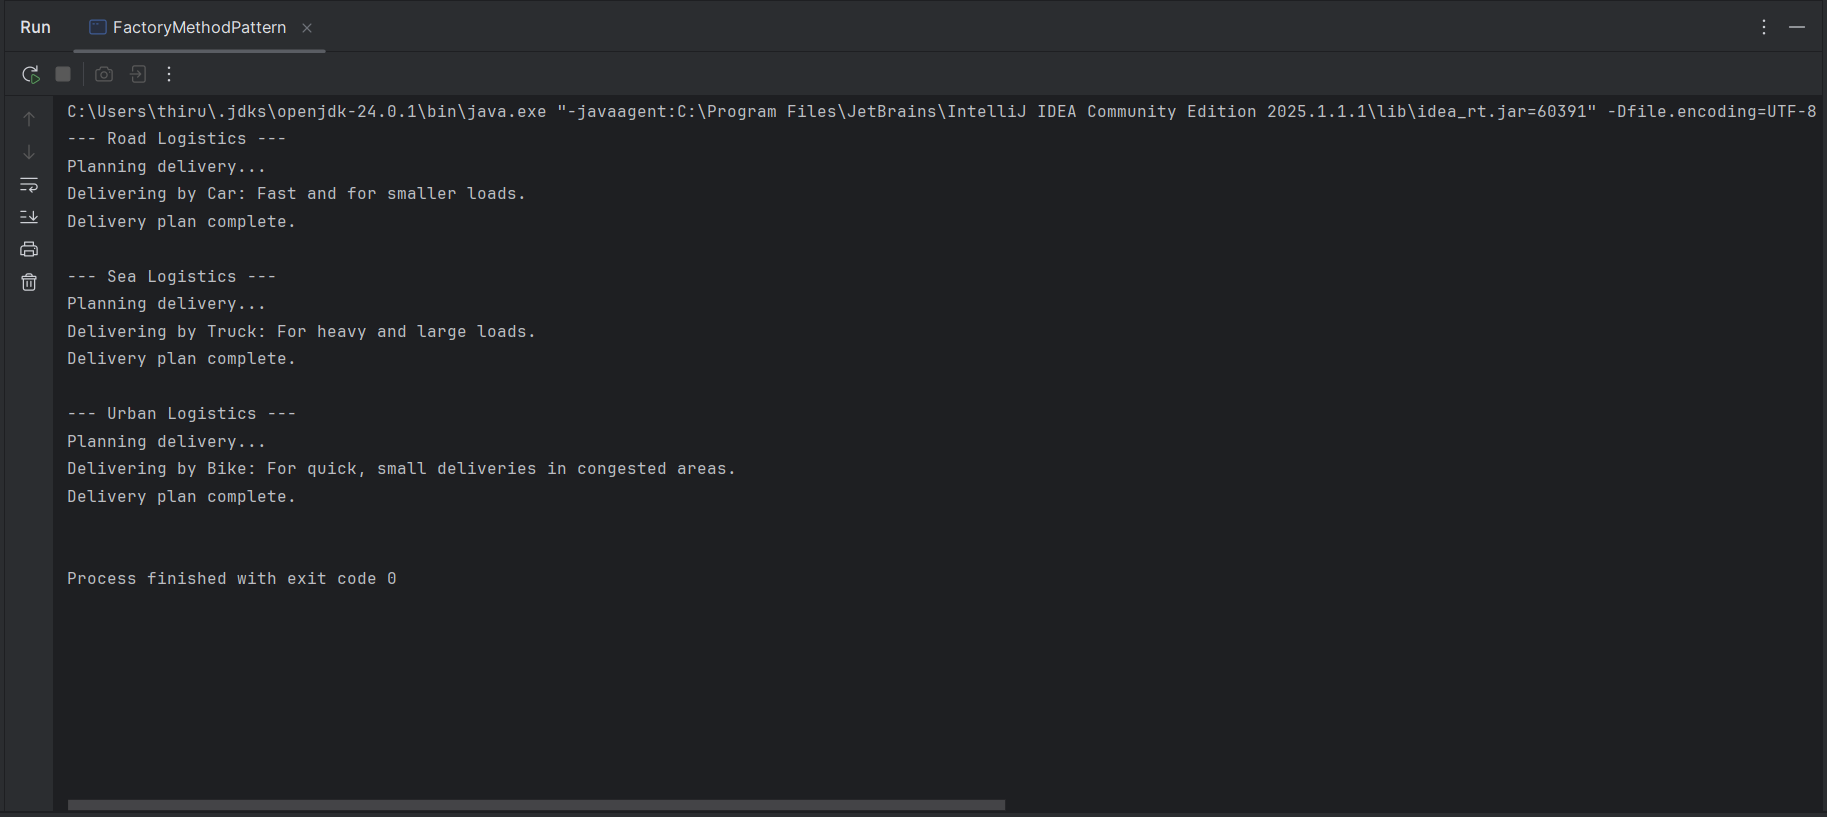 Run FactoryMethodPattern
C:\Users\thiru\.jdks\openjdk-24.0.1\bin\java.exe "-javaagent:C:\Program Files\JetBrains\IntelliJ IDEA Community Edition 2025.1.1.1\lib\idea_rt.jar=60391" -Dfile.encoding=UTF-8
--- Road Logistics ---
Planning delivery...
Delivering by Car: Fast and for smaller loads.
Delivery plan complete.
--- Sea Logistics ---
Planning delivery...
Delivering by Truck: For heavy and large loads.
Delivery plan complete.
--- Urban Logistics ---
Planning delivery...
Delivering by Bike: For quick, small deliveries in congested areas.
Delivery plan complete.
Process finished with exit code 0